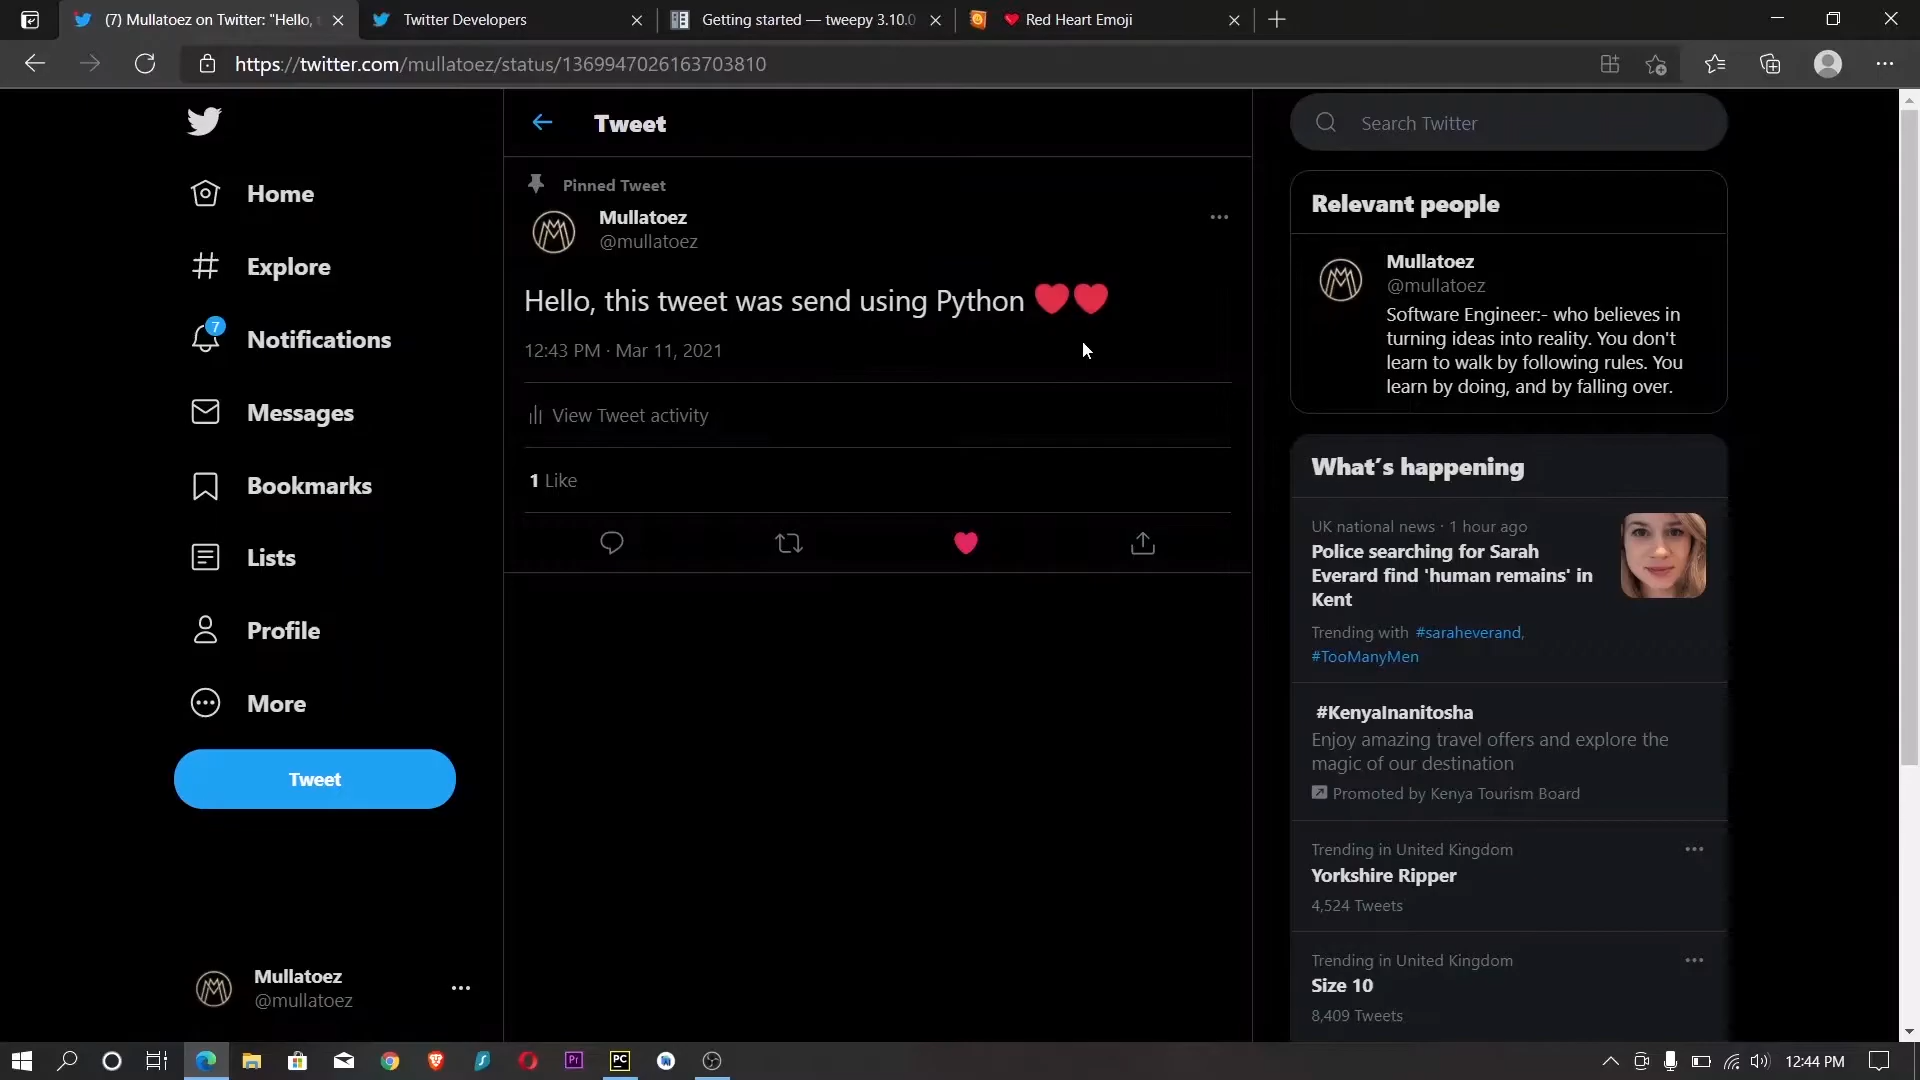 (7) Mullatoez on Twitter: "Hello, t
Twitter Developers
Getting started — tweepy 3.10.0
❤️ Red Heart Emoji
https://twitter.com/mullatoez/status/1369947026163703810
Home
Explore
7
Notifications
Messages
Bookmarks
Lists
Profile
More
Tweet
Mullatoez
@mullatoez
Tweet
Pinned Tweet
Mullatoez
@mullatoez
Hello, this tweet was send using Python ❤️❤️
12:43 PM · Mar 11, 2021
View Tweet activity
1 Like
Search Twitter
Relevant people
Mullatoez
@mullatoez
Software Engineer:- who believes in
turning ideas into reality. You don't
learn to walk by following rules. You
learn by doing, and by falling over.
What's happening
UK national news · 1 hour ago
Police searching for Sarah
Everard find 'human remains' in
Kent
Trending with #saraheverand,
#TooManyMen
#KenyaInanitosha
Enjoy amazing travel offers and explore the
magic of our destination
Promoted by Kenya Tourism Board
Trending in United Kingdom
Yorkshire Ripper
4,524 Tweets
Trending in United Kingdom
Size 10
8,409 Tweets
Pr
PC
12:44 PM